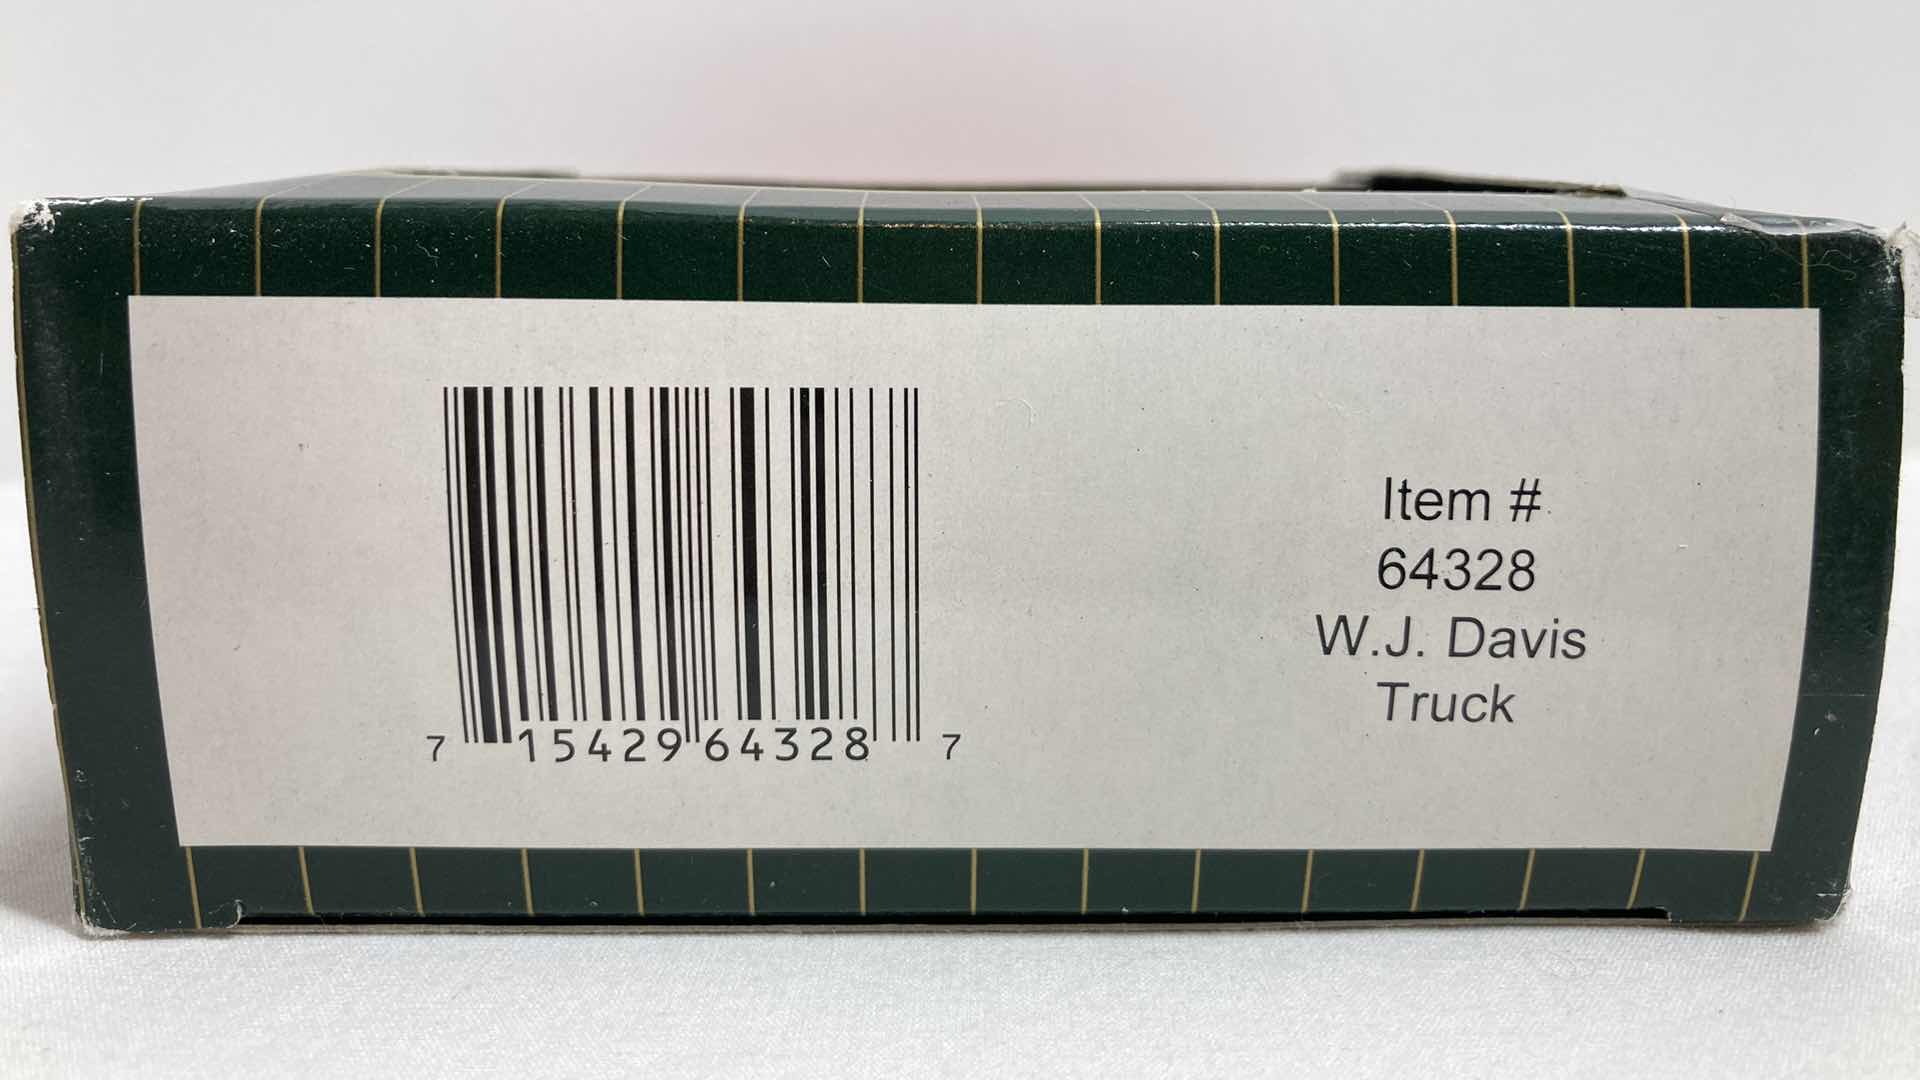 Item #
64328
W.J. Davis
Truck
7 15429 64328 7